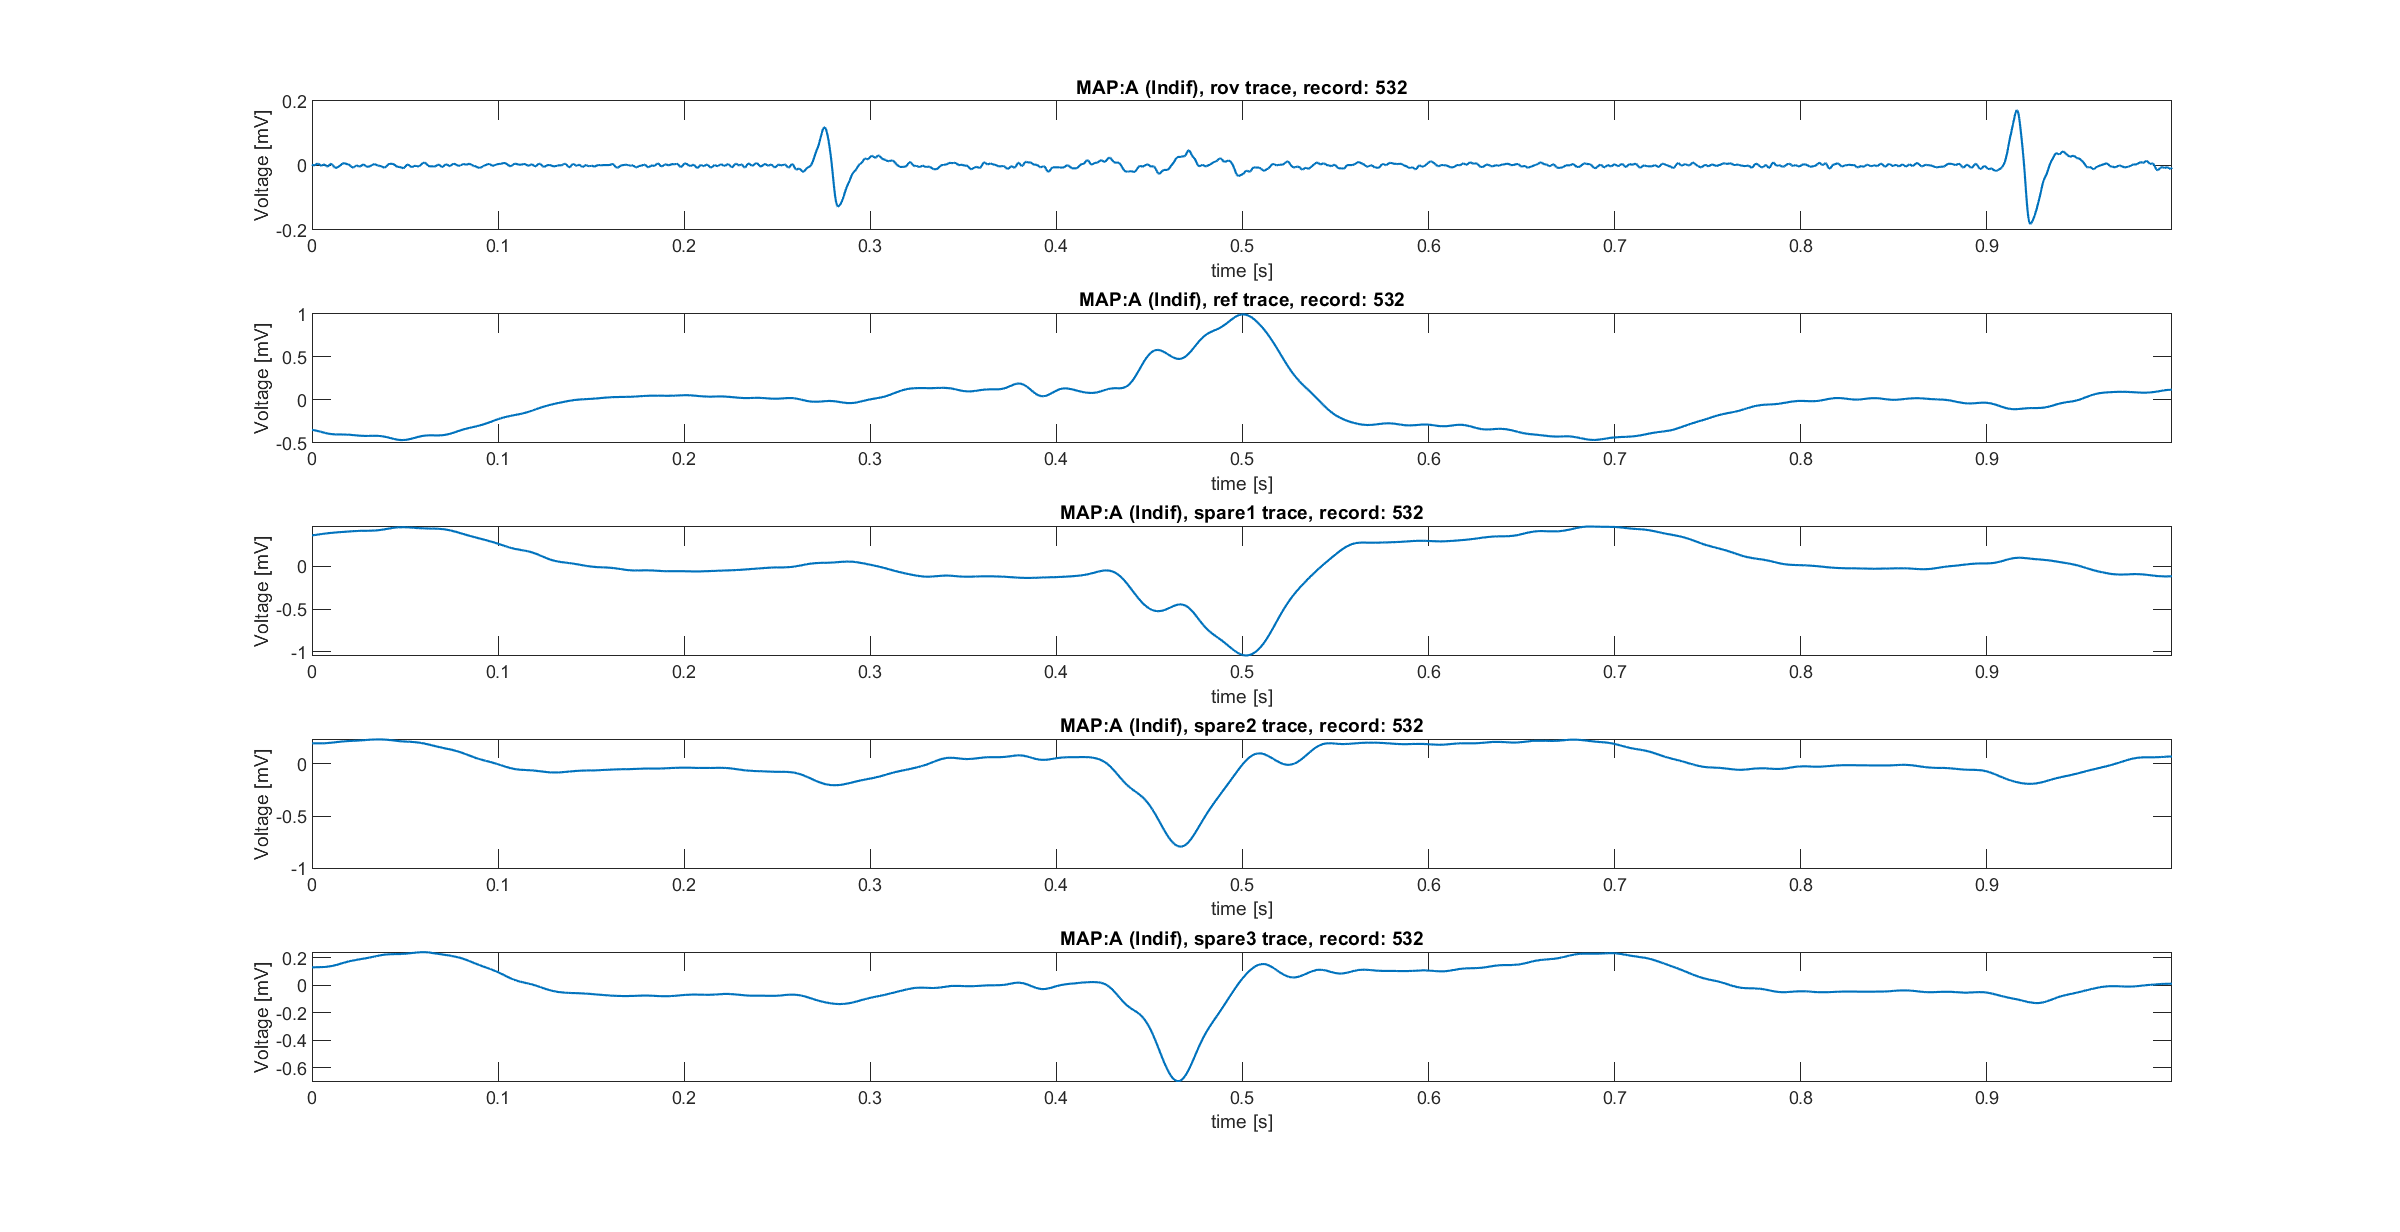 MAP:A (Indif), rov trace, record: 532
Voltage [mV]
0.2
0
-0.2
0 0.1 0.2 0.3 0.4 0.5 0.6 0.7 0.8 0.9
time [s]
MAP:A (Indif), ref trace, record: 532
Voltage [mV]
1
0.5
0
-0.5
0 0.1 0.2 0.3 0.4 0.5 0.6 0.7 0.8 0.9
time [s]
MAP:A (Indif), spare1 trace, record: 532
Voltage [mV]
0
-0.5
-1
0 0.1 0.2 0.3 0.4 0.5 0.6 0.7 0.8 0.9
time [s]
MAP:A (Indif), spare2 trace, record: 532
Voltage [mV]
0
-0.5
-1
0 0.1 0.2 0.3 0.4 0.5 0.6 0.7 0.8 0.9
time [s]
MAP:A (Indif), spare3 trace, record: 532
Voltage [mV]
0.2
0
-0.2
-0.4
-0.6
0 0.1 0.2 0.3 0.4 0.5 0.6 0.7 0.8 0.9
time [s]